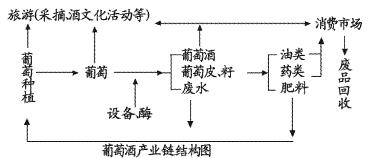 旅游(采摘,酒文化活动等)
消费市场
葡萄种植
葡萄
葡萄酒
葡萄皮、籽
废水
油类
药类
肥料
废品回收
设备、酶
葡萄酒产业链结构图